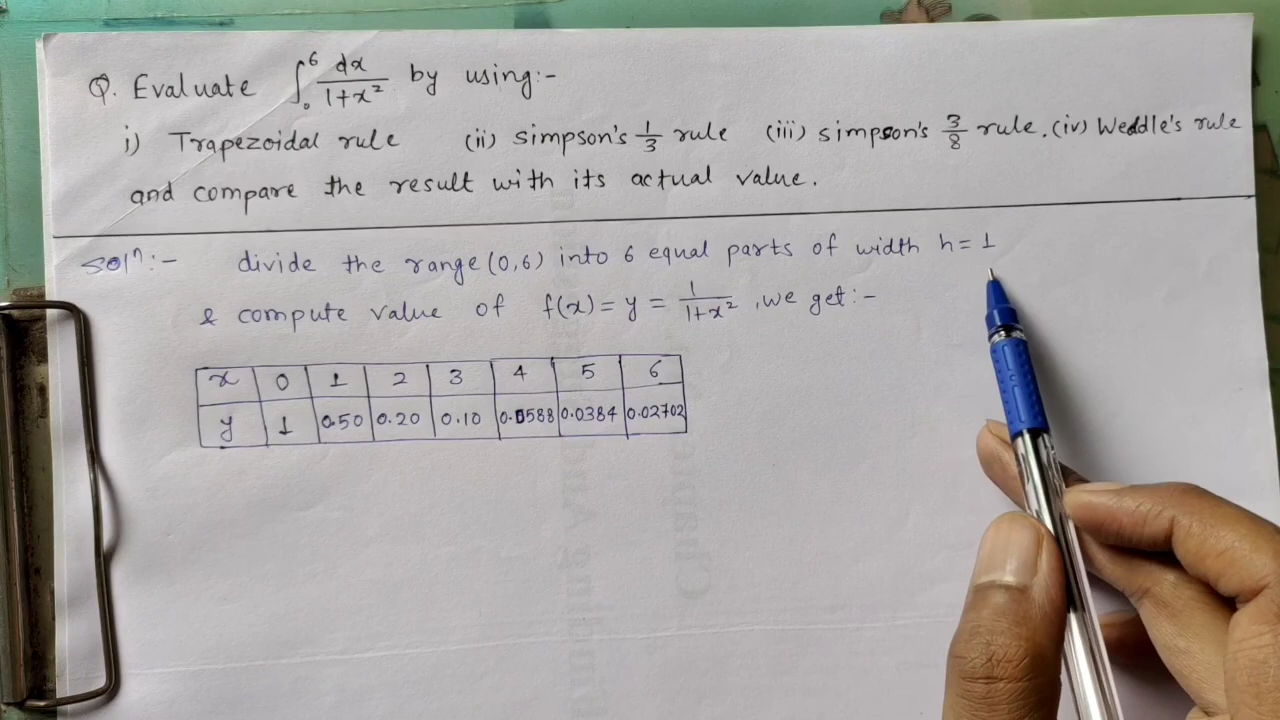 Q. Evaluate ∫₀⁶ dx/1+x² by using:-
i) Trapezoidal rule (ii) simpson's 1/3 rule (iii) simpson's 3/8 rule. (iv) Weddle's rule
and compare the result with its actual value.
solⁿ:- divide the range (0,6) into 6 equal parts of width h=1
& compute value of f(x) = y = 1/1+x² , we get:-
x 0 1 2 3 4 5 6
y 1 0.50 0.20 0.10 0.0588 0.0384 0.02702